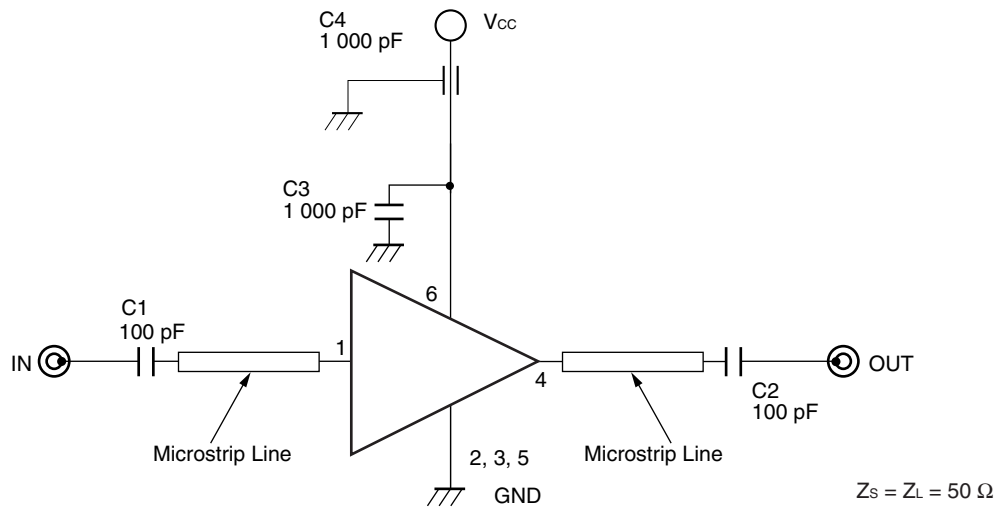 C4
1 000 pF
VCC
C3
1 000 pF
6
C1
100 pF
IN
1
4
OUT
C2
100 pF
Microstrip Line
2, 3, 5
GND
Microstrip Line
ZS = ZL = 50 Ω